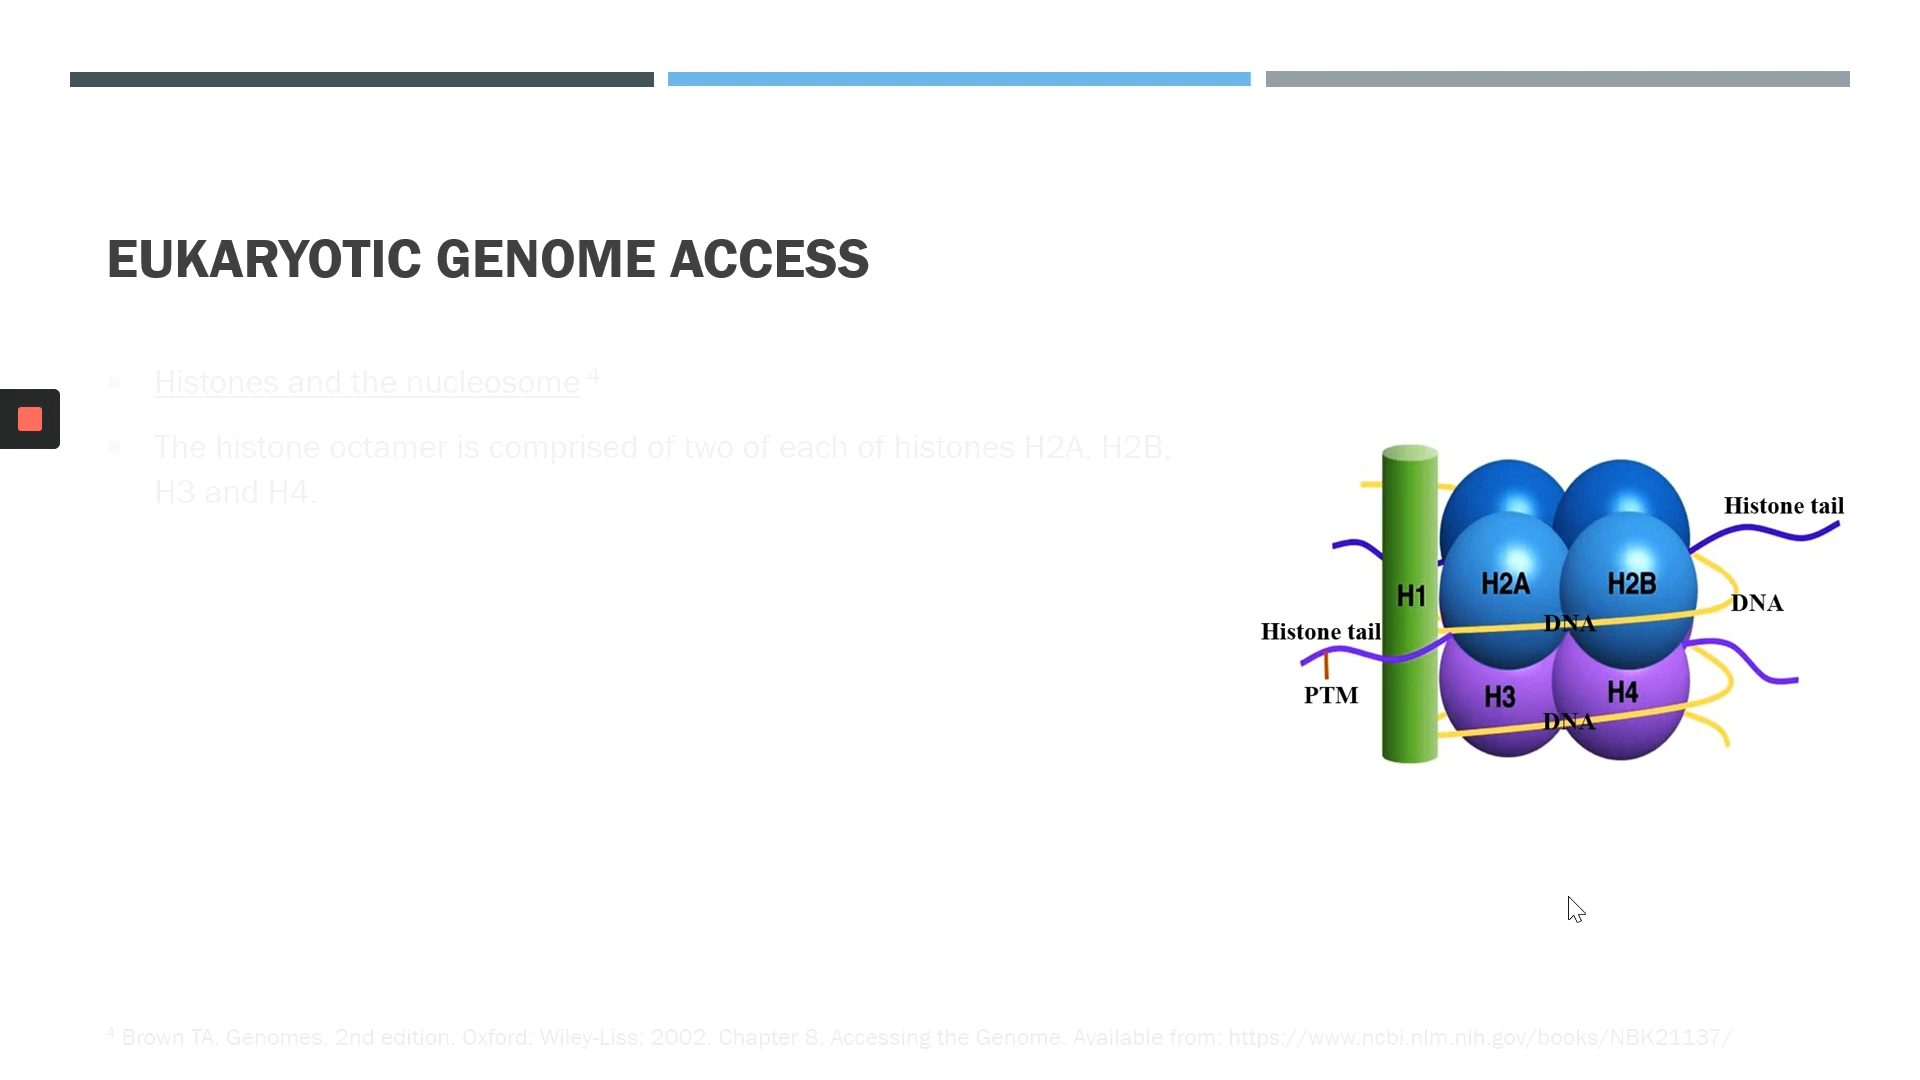 EUKARYOTIC GENOME ACCESS
Histones and the nucleosome 4
The histone octamer is comprised of two of each of histones H2A, H2B,
H3 and H4.
Histone tail
H2A
H2B
H1
DNA
DNA
Histone tail
PTM
H3
H4
DNA
4 Brown TA. Genomes. 2nd edition. Oxford: Wiley-Liss; 2002. Chapter 8, Accessing the Genome. Available from: https://www.ncbi.nlm.nih.gov/books/NBK21137/